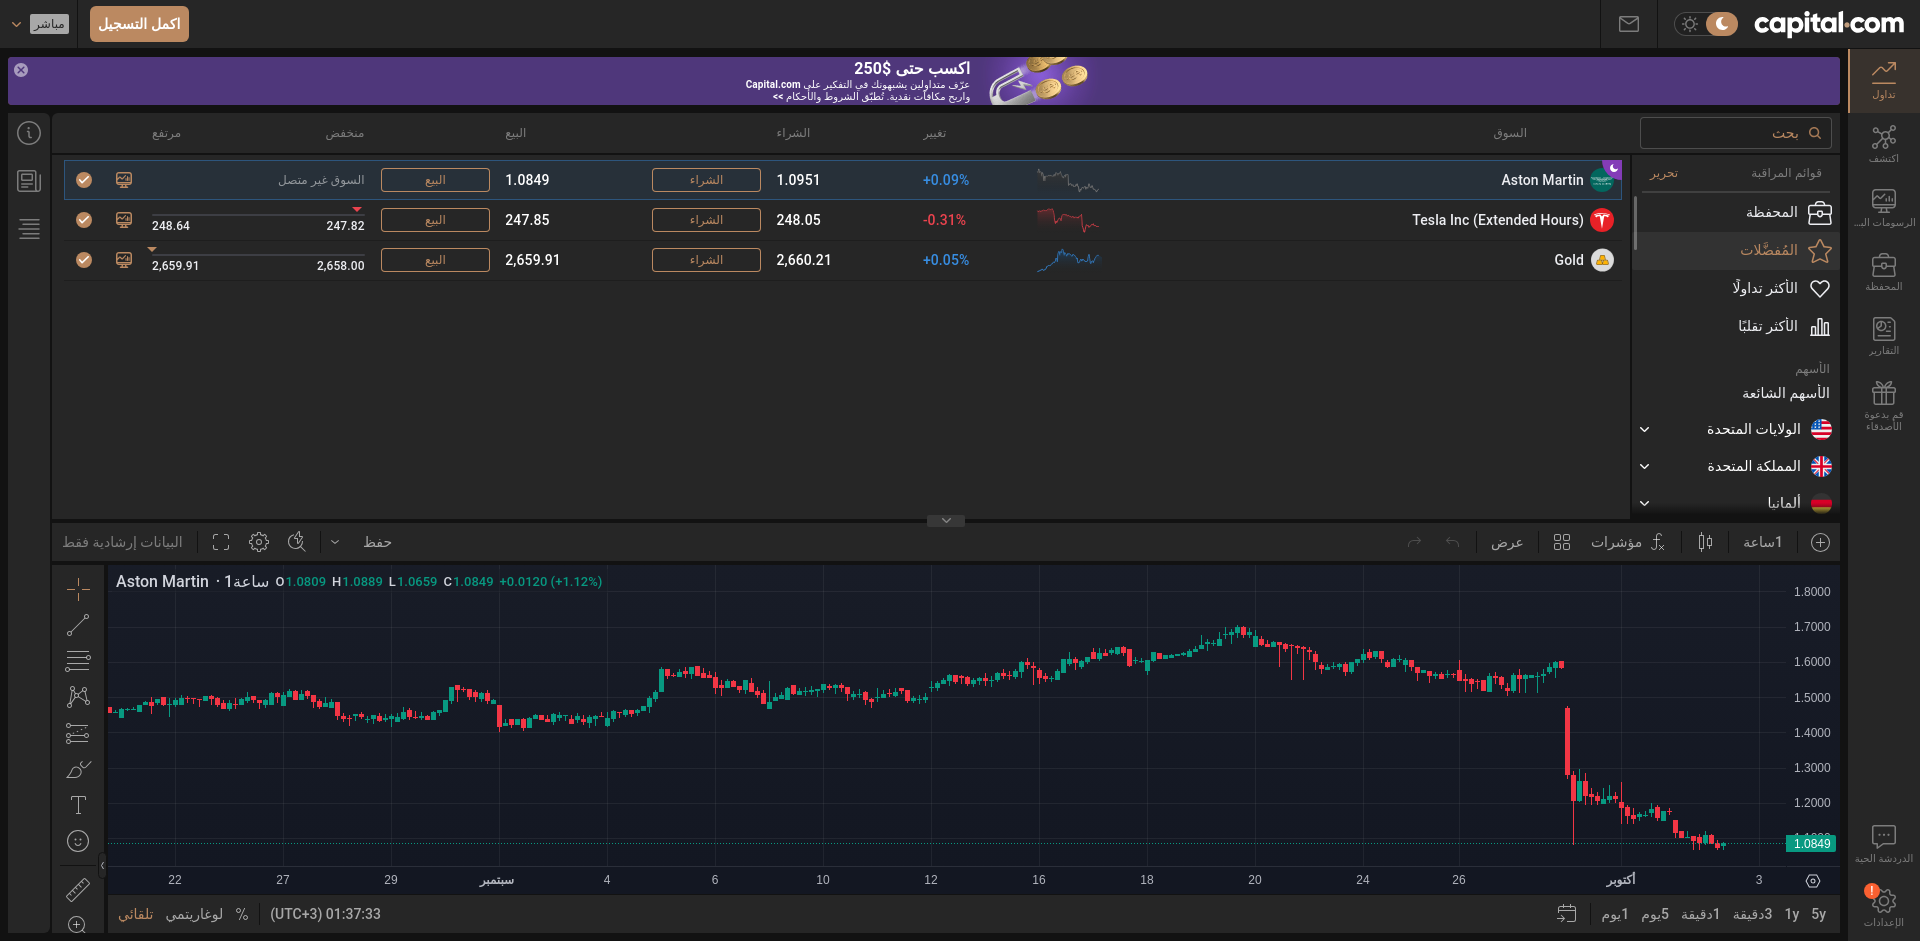 capital.com
اكمل التسجيل
مباشر
اكسب حتى $250
عرّف متداولين يشبهونك في التفكير على Capital.com
واربح مكافآت نقدية. تُطبّق الشروط والأحكام >>
تداول
اكتشف
الرسومات الب...
المحفظة
التقارير
قم بدعوة
الأصدقاء
الدردشة الحية
!
الإعدادات
بحث
السوق
تغيير
الشراء
البيع
منخفض
مرتفع
قوائم المراقبة
تحرير
المحفظة
المُفضَّلات
الأكثر تداولًا
الأكثر تقلبًا
الأسهم
الأسهم الشائعة
الولايات المتحدة
المملكة المتحدة
ألمانيا
Aston Martin
+0.09%
1.0951
الشراء
1.0849
البيع
السوق غير متصل
Tesla Inc (Extended Hours)
-0.31%
248.05
الشراء
247.85
البيع
247.82
248.64
Gold
+0.05%
2,660.21
الشراء
2,659.91
البيع
2,658.00
2,659.91
1ساعة
مؤشرات
عرض
حفظ
البيانات إرشادية فقط
Aston Martin · 1ساعة O1.0809 H1.0889 L1.0659 C1.0849 +0.0120 (+1.12%)
1.8000
1.7000
1.6000
1.5000
1.4000
1.3000
1.2000
1.0849
22 27 29 سبتمبر 4 6 10 12 16 18 20 24 26 أكتوبر 3
5y 1y 3دقيقة 1دقيقة 5يوم 1يوم
01:37:33 (UTC+3)
%
لوغاريتمي
تلقائي